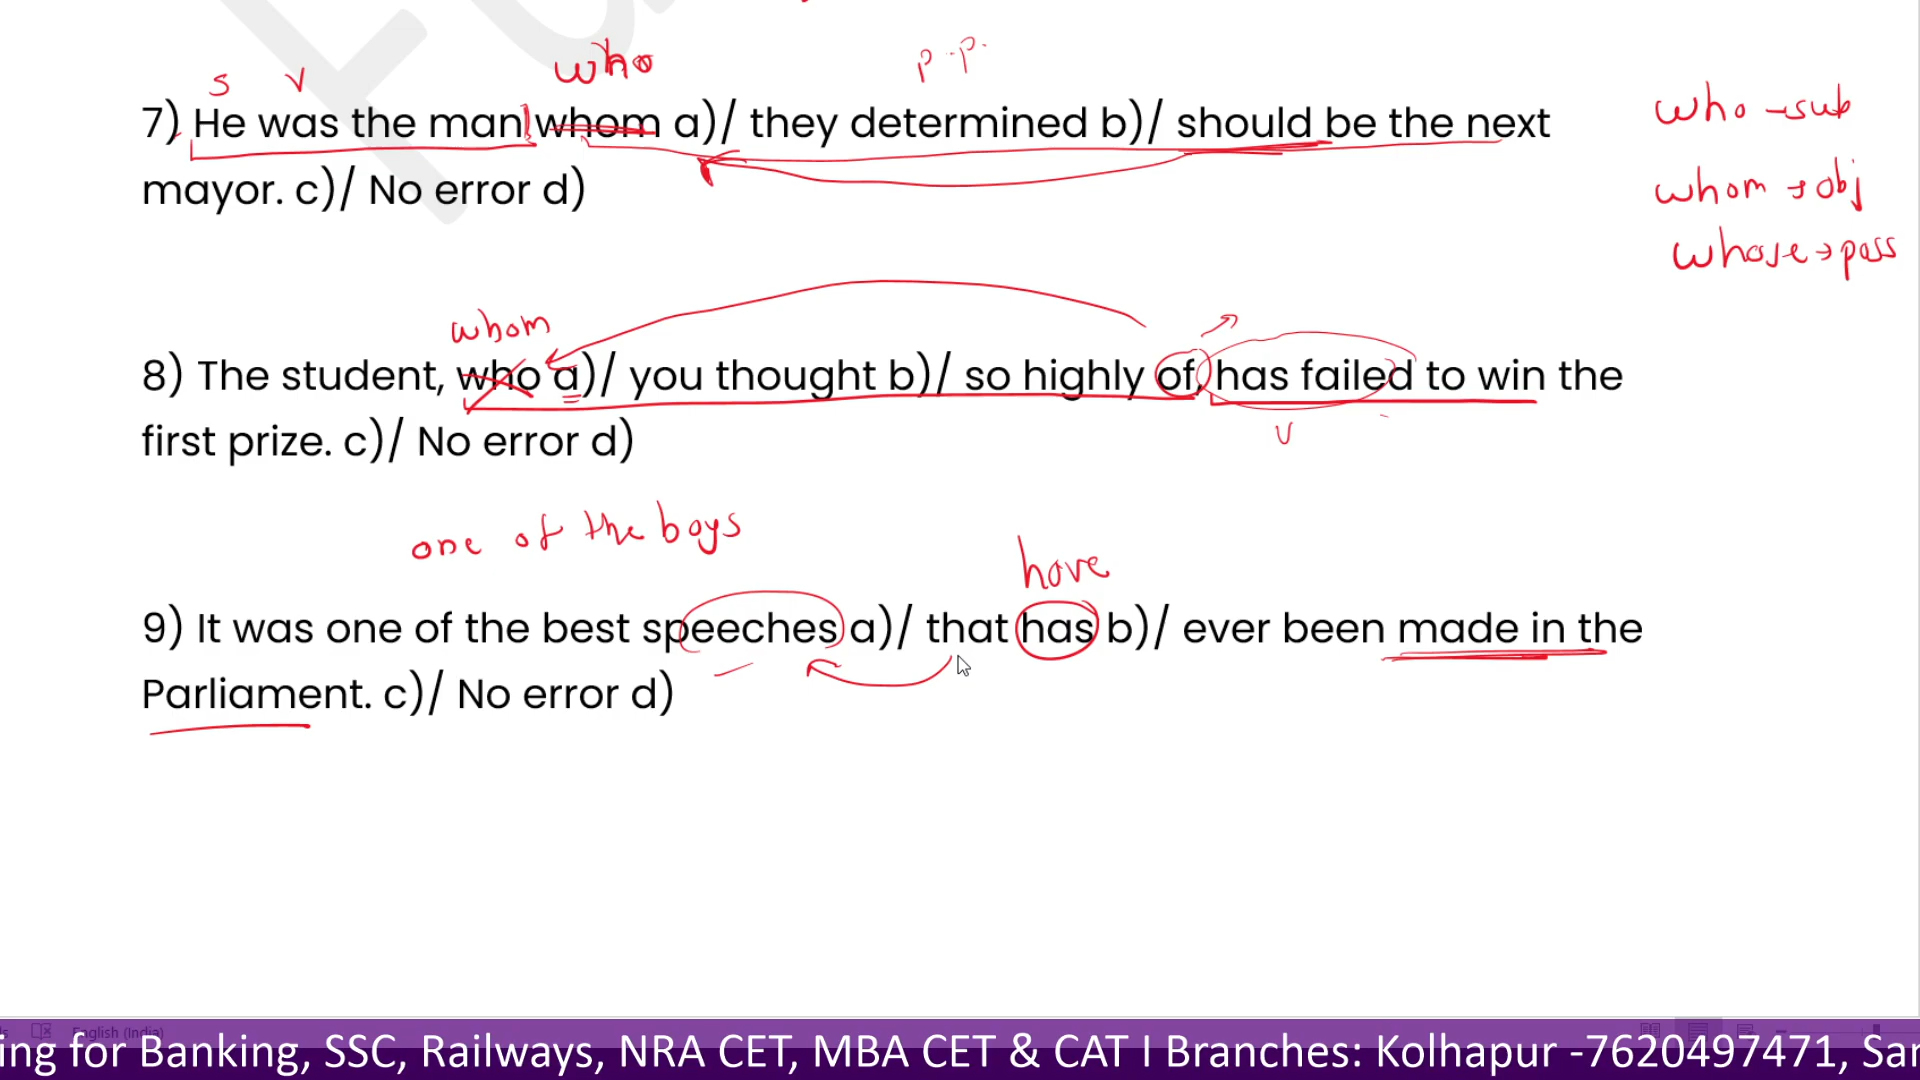 s v who p.p.
7) He was the man whom a)/ they determined b)/ should be the next
mayor. c)/ No error d)
who → sub
whom → obj
whose → poss
whom
8) The student, who a)/ you thought b)/ so highly of, has failed to win the
v
first prize. c)/ No error d)
one of the boys
have
9) It was one of the best speeches a)/ that has b)/ ever been made in the
Parliament. c)/ No error d)
English (India)
ing for Banking, SSC, Railways, NRA CET, MBA CET & CAT I Branches: Kolhapur -7620497471, Sar